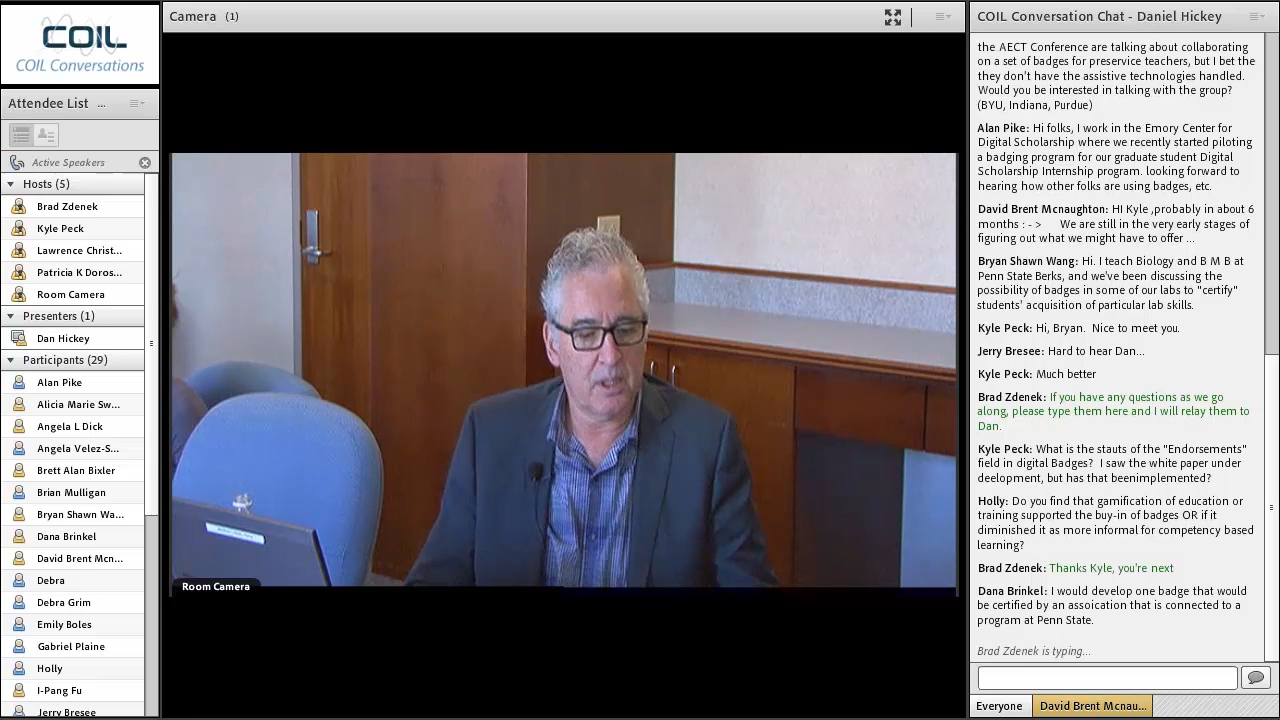 COIL
COIL Conversations
Attendee List ...
Active Speakers
Hosts (5)
Brad Zdenek
Kyle Peck
Lawrence Christ...
Patricia K Doros...
Room Camera
Presenters (1)
Dan Hickey
Participants (29)
Alan Pike
Alicia Marie Sw...
Angela L Dick
Angela Velez-S...
Brett Alan Bixler
Brian Mulligan
Bryan Shawn Wa...
Dana Brinkel
David Brent Mcn...
Debra
Debra Grim
Emily Boles
Gabriel Plaine
Holly
I-Pang Fu
Jerry Bresee
Camera (1)
Room Camera
COIL Conversation Chat - Daniel Hickey
the AECT Conference are talking about collaborating
on a set of badges for preservice teachers, but I bet the
they don't have the assistive technologies handled.
Would you be interested in talking with the group?
(BYU, Indiana, Purdue)
Alan Pike: Hi folks, I work in the Emory Center for
Digital Scholarship where we recently started piloting
a badging program for our graduate student Digital
Scholarship Internship program. looking forward to
hearing how other folks are using badges, etc.
David Brent Mcnaughton: HI Kyle ,probably in about 6
months : - > We are still in the very early stages of
figuring out what we might have to offer ...
Bryan Shawn Wang: Hi. I teach Biology and B M B at
Penn State Berks, and we've been discussing the
possibility of badges in some of our labs to "certify"
students' acquisition of particular lab skills.
Kyle Peck: Hi, Bryan. Nice to meet you.
Jerry Bresee: Hard to hear Dan...
Kyle Peck: Much better
Brad Zdenek: If you have any questions as we go
along, please type them here and I will relay them to
Dan.
Kyle Peck: What is the stauts of the "Endorsements"
field in digital Badges? I saw the white paper under
deelopment, but has that beenimplemented?
Holly: Do you find that gamification of education or
training supported the buy-in of badges OR if it
diminished it as more informal for competency based
learning?
Brad Zdenek: Thanks Kyle, you're next
Dana Brinkel: I would develop one badge that would
be certified by an assoication that is connected to a
program at Penn State.
Brad Zdenek is typing...
Everyone
David Brent Mcnau...